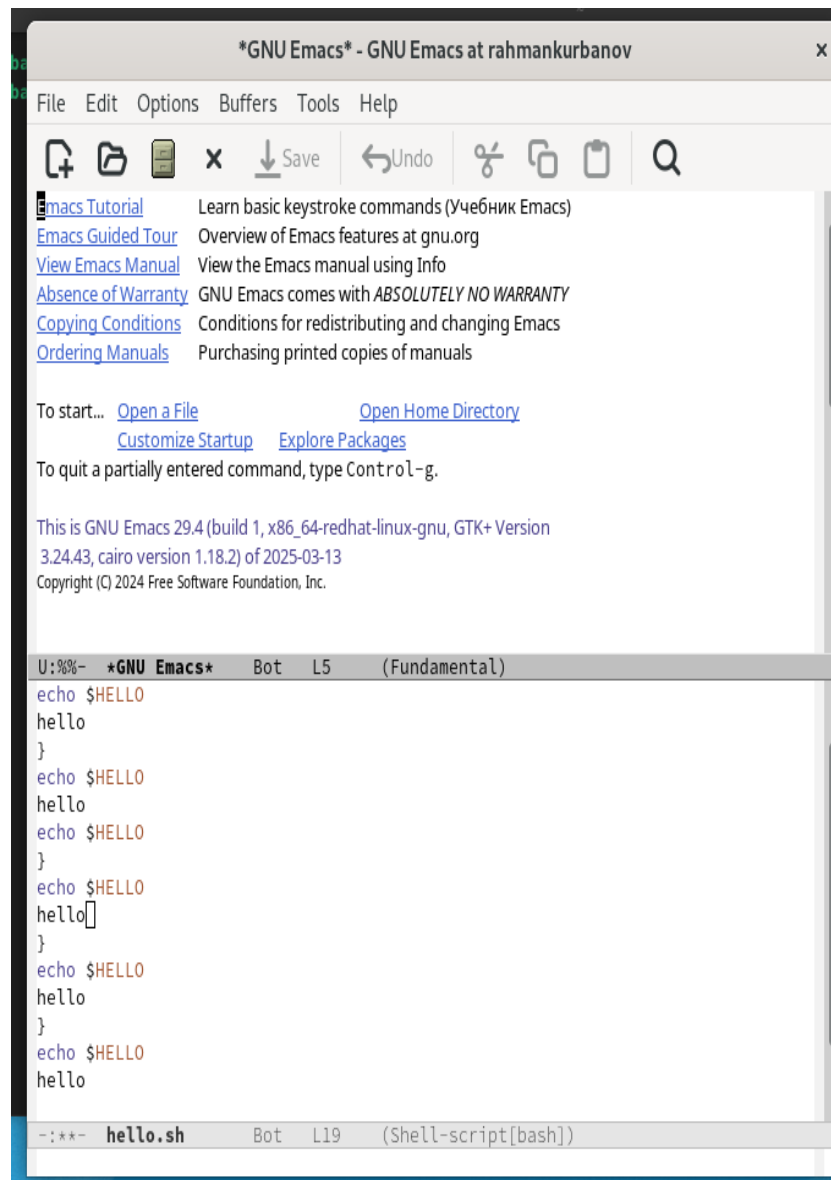 *GNU Emacs* - GNU Emacs at rahmankurbanov
File Edit Options Buffers Tools Help
Save Undo
Emacs Tutorial Learn basic keystroke commands (Учебник Emacs)
Emacs Guided Tour Overview of Emacs features at gnu.org
View Emacs Manual View the Emacs manual using Info
Absence of Warranty GNU Emacs comes with ABSOLUTELY NO WARRANTY
Copying Conditions Conditions for redistributing and changing Emacs
Ordering Manuals Purchasing printed copies of manuals
To start... Open a File Open Home Directory
Customize Startup Explore Packages
To quit a partially entered command, type Control-g.
This is GNU Emacs 29.4 (build 1, x86_64-redhat-linux-gnu, GTK+ Version
3.24.43, cairo version 1.18.2) of 2025-03-13
Copyright (C) 2024 Free Software Foundation, Inc.
U:%%- *GNU Emacs* Bot L5 (Fundamental)
echo $HELLO
hello
}
echo $HELLO
hello
echo $HELLO
}
echo $HELLO
hello
}
echo $HELLO
hello
}
echo $HELLO
hello
-:**- hello.sh Bot L19 (Shell-script[bash])